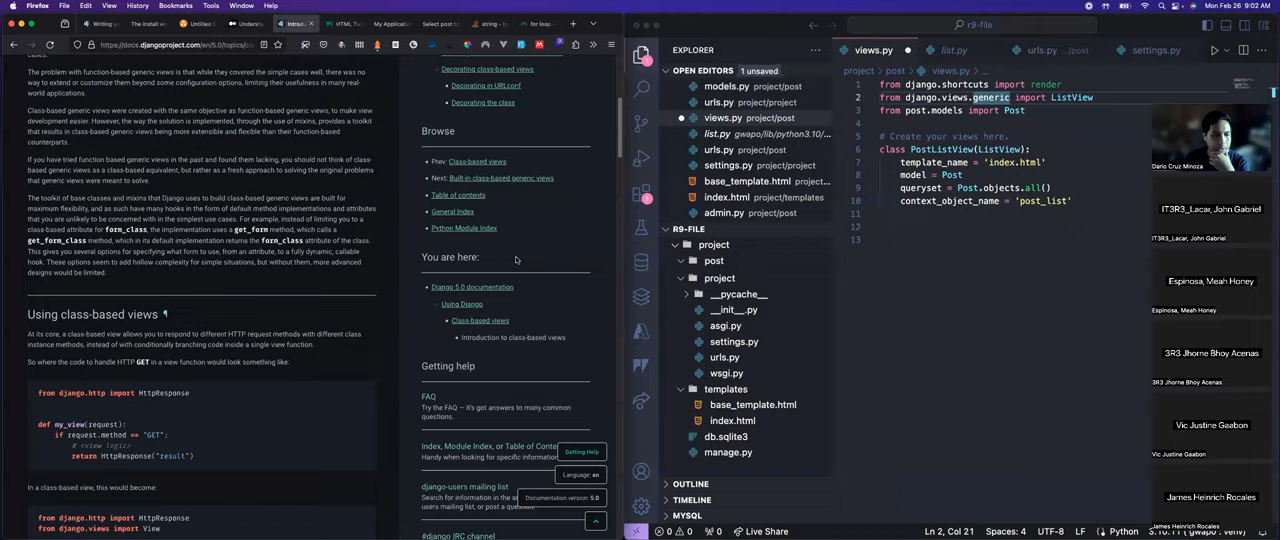 Firefox File Edit View History Bookmarks Tools Window Help
Mon Feb 26 9:02 AM
Writing yo
The install wo
Untitled D
Underst
Introdu
HTML Tut
My Applicat
Select post t
string - h
for loop
https://docs.djangoproject.com/en/5.0/topics/cl
cases.
The problem with function-based generic views is that while they covered the simple cases well, there was
no way to extend or customize them beyond some configuration options, limiting their usefulness in many real-
world applications.
Class-based generic views were created with the same objective as function-based generic views, to make view
development easier. However, the way the solution is implemented, through the use of mixins, provides a toolkit
that results in class-based generic views being more extensible and flexible than their function-based
counterparts.
If you have tried function based generic views in the past and found them lacking, you should not think of class-
based generic views as a class-based equivalent, but rather as a fresh approach to solving the original problems
that generic views were meant to solve.
The toolkit of base classes and mixins that Django uses to build class-based generic views are built for
maximum flexibility, and as such have many hooks in the form of default method implementations and attributes
that you are unlikely to be concerned with in the simplest use cases. For example, instead of limiting you to a
class-based attribute for form_class, the implementation uses a get_form method, which calls a
get_form_class method, which in its default implementation returns the form_class attribute of the class.
This gives you several options for specifying what form to use, from an attribute, to a fully dynamic, callable
hook. These options seem to add hollow complexity for simple situations, but without them, more advanced
designs would be limited.
Using class-based views ¶
At its core, a class-based view allows you to respond to different HTTP request methods with different class
instance methods, instead of with conditionally branching code inside a single view function.
So where the code to handle HTTP GET in a view function would look something like:
from django.http import HttpResponse
def my_view(request):
if request.method == "GET":
# <view logic>
return HttpResponse("result")
In a class-based view, this would become:
from django.http import HttpResponse
from django.views import View
Decorating class-based views
Decorating in URLconf
Decorating the class
Browse
Prev: Class-based views
Next: Built-in class-based generic views
Table of contents
General Index
Python Module Index
You are here:
Django 5.0 documentation
Using Django
Class-based views
Introduction to class-based views
Getting help
FAQ
Try the FAQ — it's got answers to many common
questions.
Index, Module Index, or Table of Conte
Handy when looking for specific information
django-users mailing list
Search for information in the ar
users mailing list, or post a question.
#django IRC channel
Getting Help
Language: en
Documentation version: 5.0
r9-file
EXPLORER
OPEN EDITORS 1 unsaved
models.py project/post
urls.py project/
views.py project/post
list.py gwapo/lib/python3.10/...
urls.py project/post
settings.py project/
base_template.html project/...
index.html project/templates
admin.py project/post
R9-FILE
project
post
project
__pycache__
__init__.py
asgi.py
settings.py
urls.py
wsgi.py
templates
base_template.html
index.html
db.sqlite3
manage.py
OUTLINE
TIMELINE
MYSQL
views.py
list.py
urls.py .../post
settings.py
project > post > views.py > ...
1 from django.shortcuts import render
2 from django.views.generic import ListView
3 from post.models import Post
4
5 # Create your views here.
6 class PostListView(ListView):
7 template_name = 'index.html'
8 model = Post
9 queryset = Post.objects.all()
10 context_object_name = 'post_list'
11
12
13
0 0 0 Live Share
Ln 2, Col 21 Spaces: 4 UTF-8 LF Python 3.10.11 ('gwapo': venv)
Dario Cruz Minoza
IT3R3_Lacar, John Gabriel
IT3R3_Lacar, John Gabriel
Espinosa, Meah Honey
Espinosa, Meah Honey
3R3 Jhorne Bhoy Acenas
3R3 Jhorne Bhoy Acenas
Vic Justine Gaabon
Vic Justine Gaabon
James Heinrich Rocales
James Heinrich Rocales